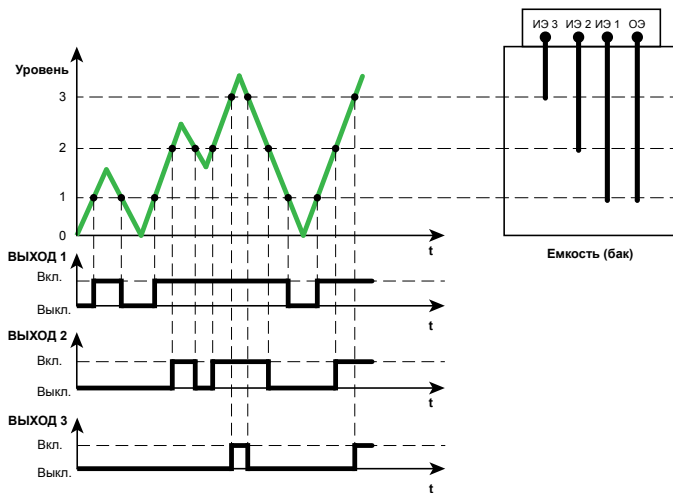 ИЭ 3 ИЭ 2 ИЭ 1 ОЭ
Уровень
3
2
1
0
t
Емкость (бак)
ВЫХОД 1
Вкл.
Выкл.
t
ВЫХОД 2
Вкл.
Выкл.
t
ВЫХОД 3
Вкл.
Выкл.
t